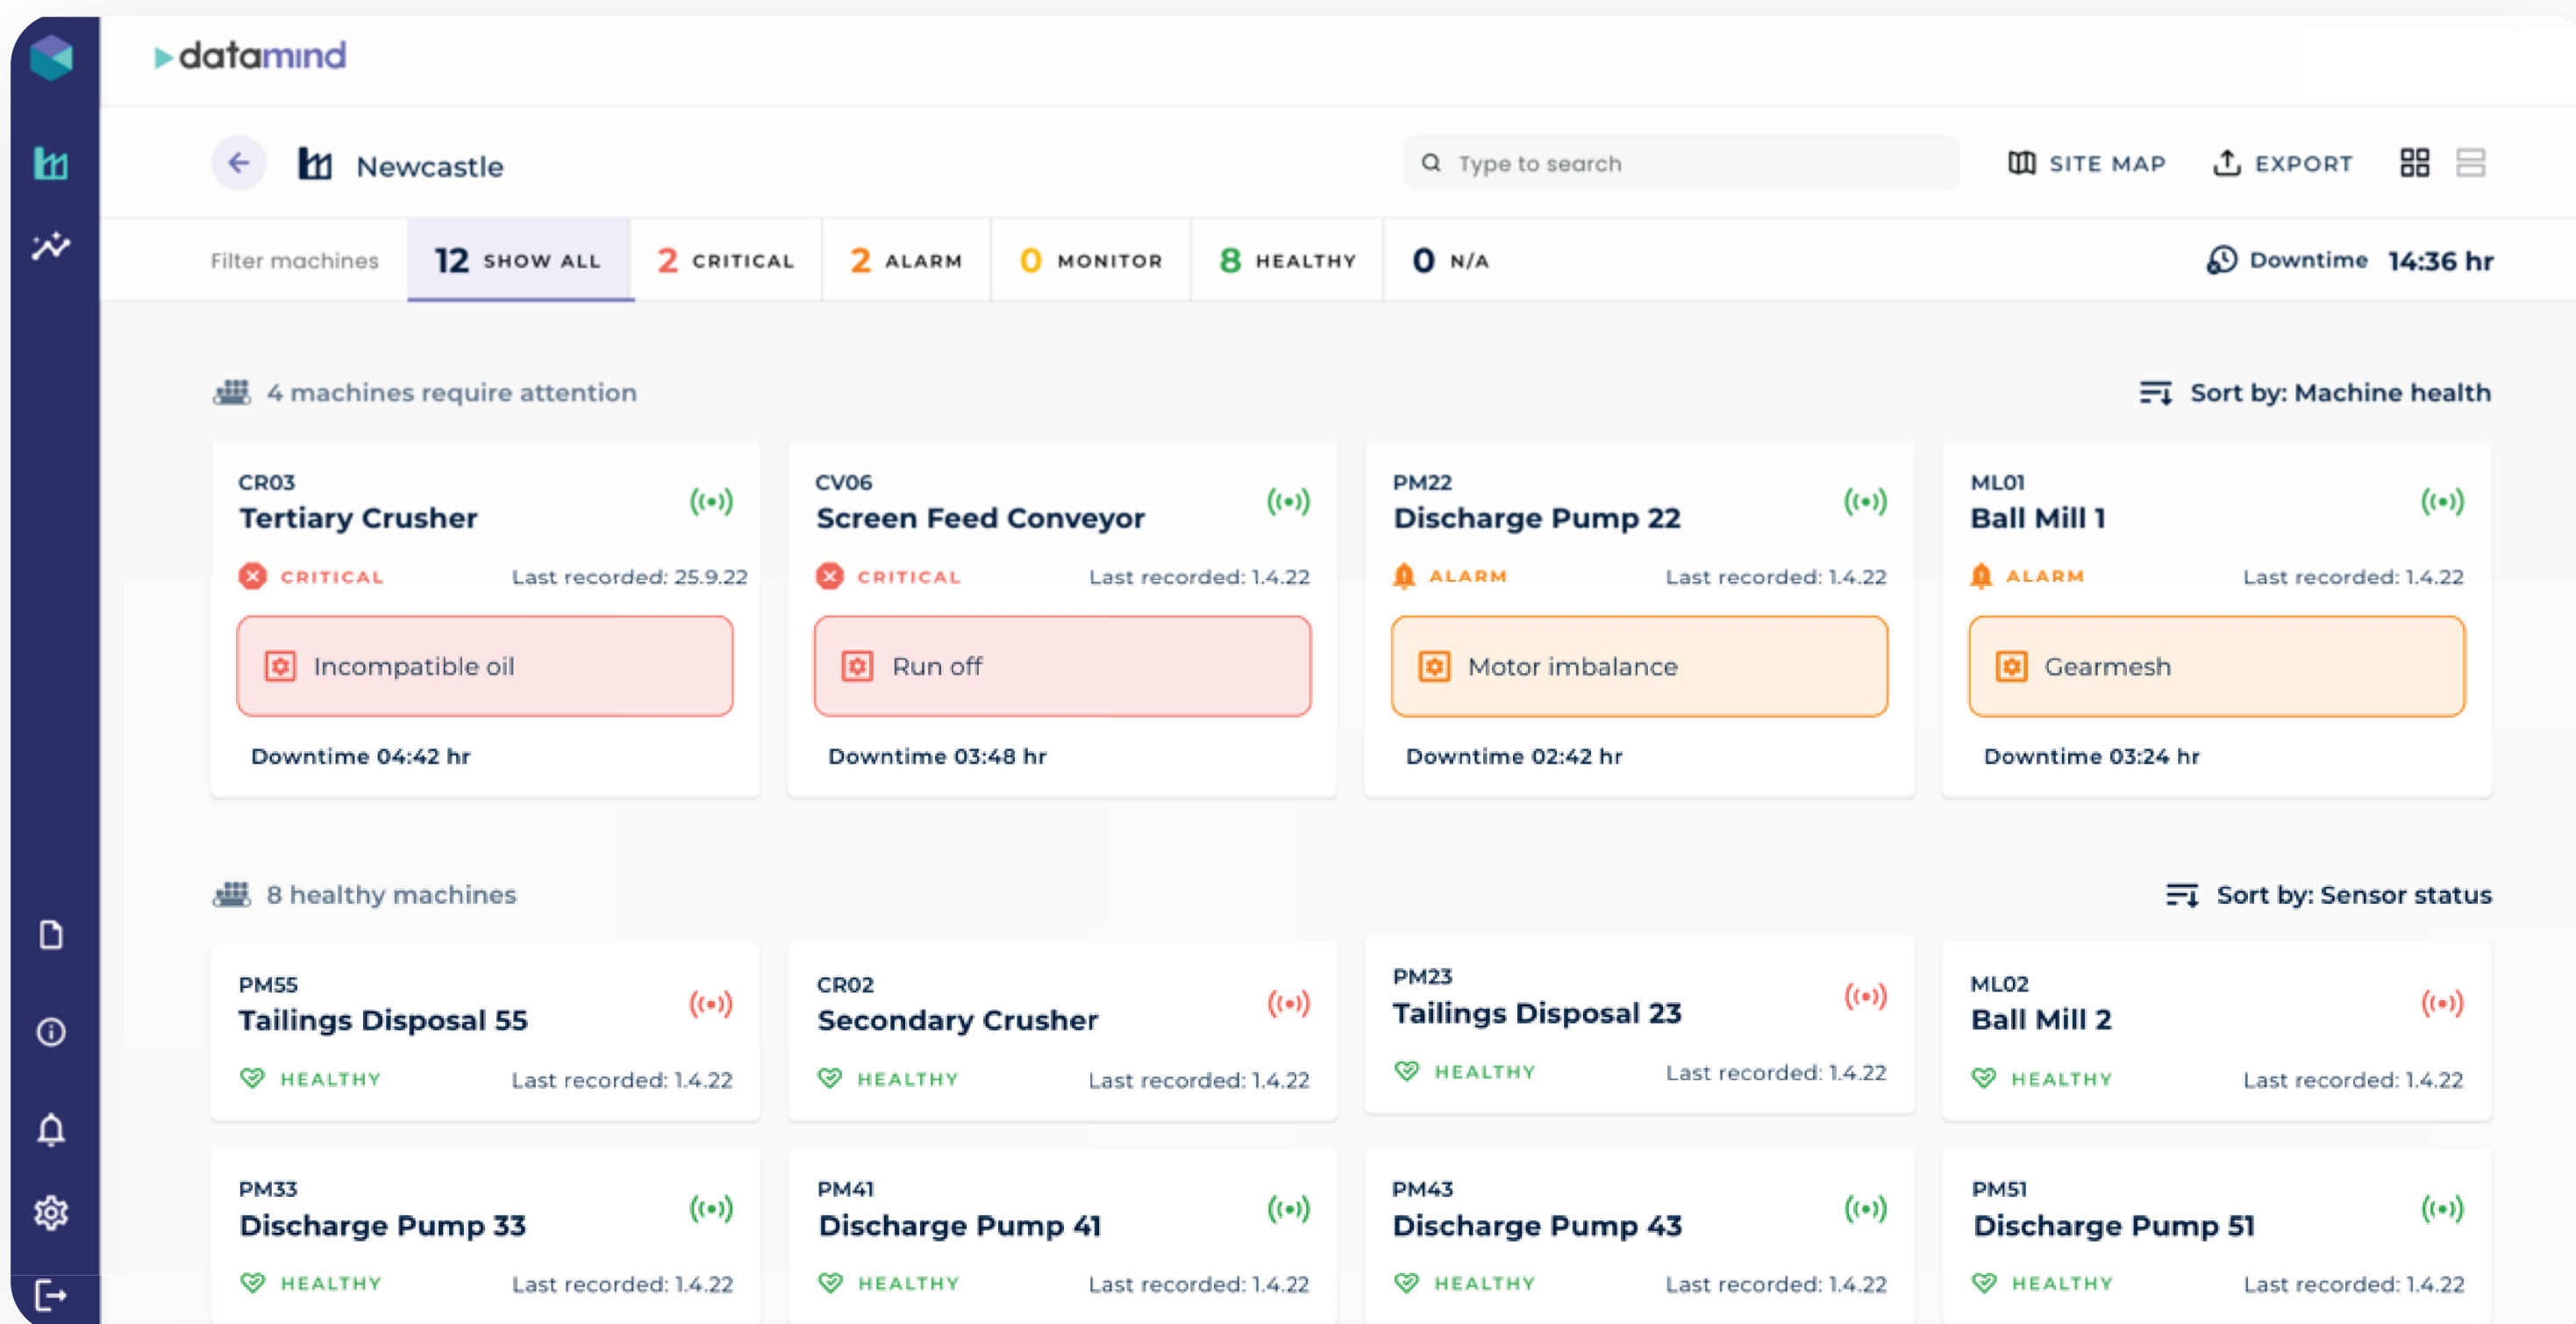 datamind
Newcastle
Type to search
SITE MAP
EXPORT
Filter machines
12 SHOW ALL
2 CRITICAL
2 ALARM
0 MONITOR
8 HEALTHY
0 N/A
Downtime 14:36 hr
4 machines require attention
Sort by: Machine health
CR03
Tertiary Crusher
CRITICAL
Last recorded: 25.9.22
Incompatible oil
Downtime 04:42 hr
CV06
Screen Feed Conveyor
CRITICAL
Last recorded: 1.4.22
Run off
Downtime 03:48 hr
PM22
Discharge Pump 22
ALARM
Last recorded: 1.4.22
Motor imbalance
Downtime 02:42 hr
ML01
Ball Mill 1
ALARM
Last recorded: 1.4.22
Gearmesh
Downtime 03:24 hr
8 healthy machines
Sort by: Sensor status
PM55
Tailings Disposal 55
HEALTHY
Last recorded: 1.4.22
CR02
Secondary Crusher
HEALTHY
Last recorded: 1.4.22
PM23
Tailings Disposal 23
HEALTHY
Last recorded: 1.4.22
ML02
Ball Mill 2
HEALTHY
Last recorded: 1.4.22
PM33
Discharge Pump 33
HEALTHY
Last recorded: 1.4.22
PM41
Discharge Pump 41
HEALTHY
Last recorded: 1.4.22
PM43
Discharge Pump 43
HEALTHY
Last recorded: 1.4.22
PM51
Discharge Pump 51
HEALTHY
Last recorded: 1.4.22